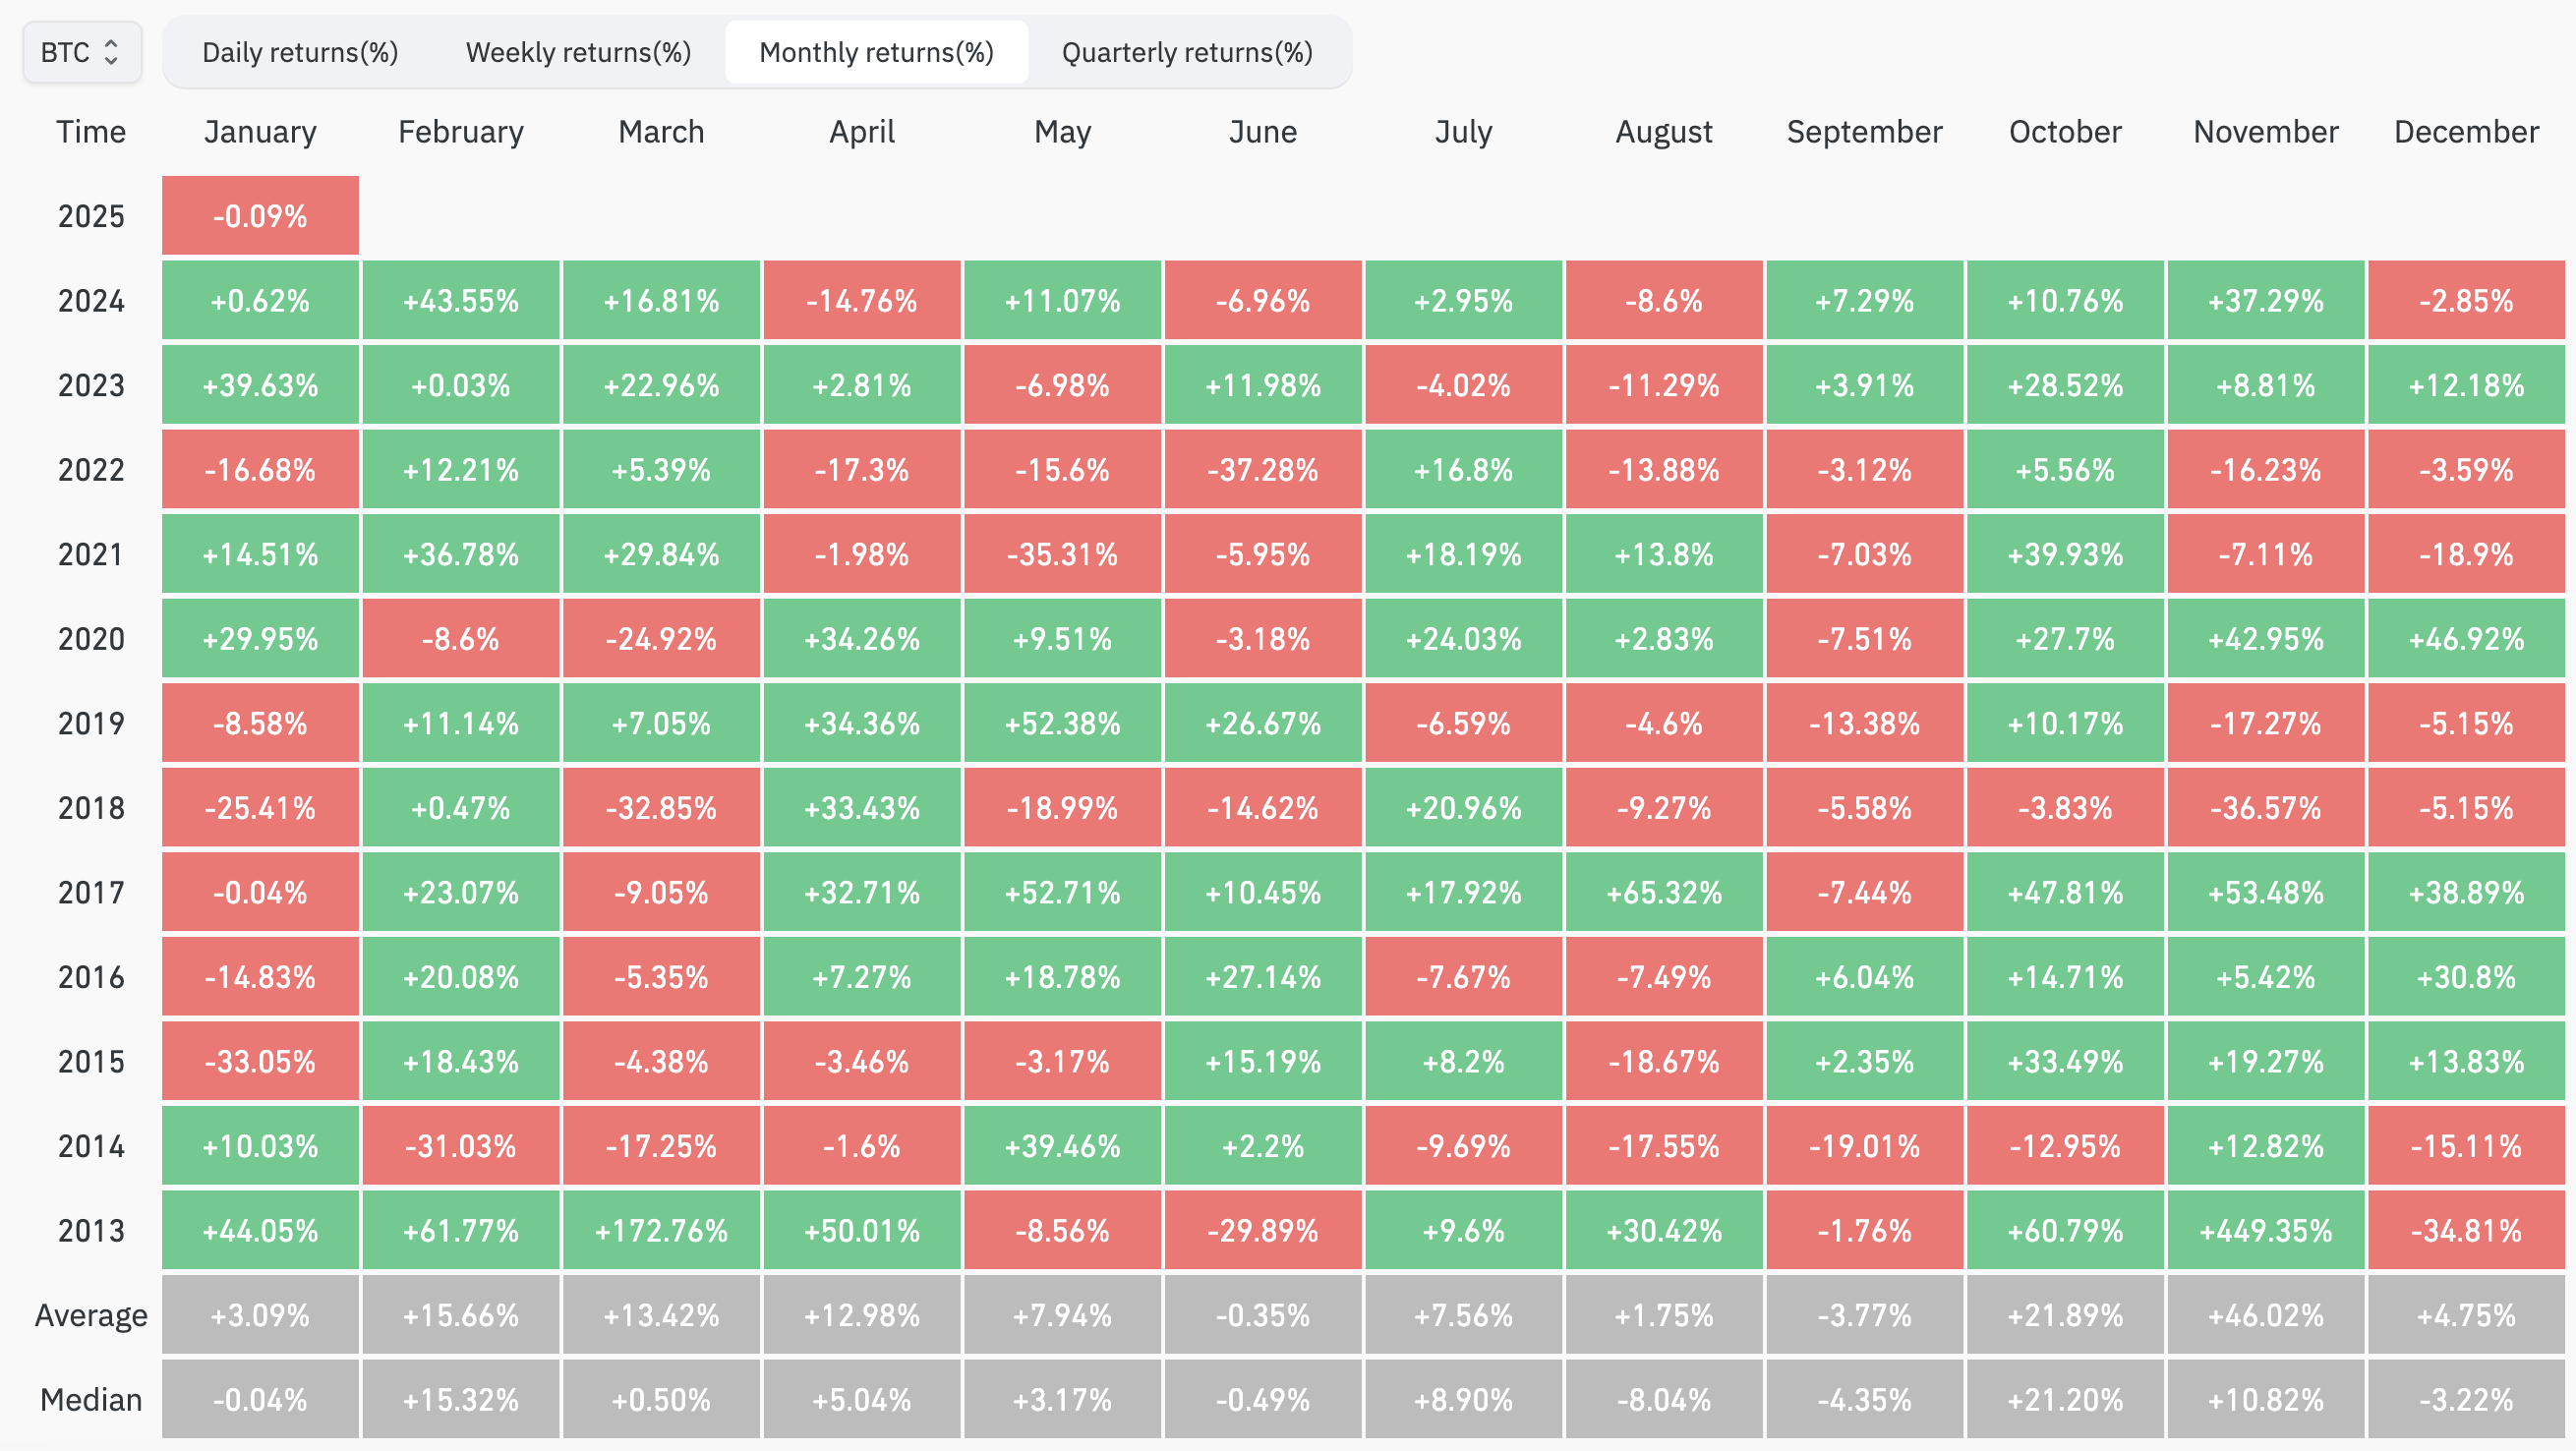 BTC Daily returns(%) Weekly returns(%) Monthly returns(%) Quarterly returns(%)
Time January February March April May June July August September October November December
2025 -0.09%
2024 +0.62% +43.55% +16.81% -14.76% +11.07% -6.96% +2.95% -8.6% +7.29% +10.76% +37.29% -2.85%
2023 +39.63% +0.03% +22.96% +2.81% -6.98% +11.98% -4.02% -11.29% +3.91% +28.52% +8.81% +12.18%
2022 -16.68% +12.21% +5.39% -17.3% -15.6% -37.28% +16.8% -13.88% -3.12% +5.56% -16.23% -3.59%
2021 +14.51% +36.78% +29.84% -1.98% -35.31% -5.95% +18.19% +13.8% -7.03% +39.93% -7.11% -18.9%
2020 +29.95% -8.6% -24.92% +34.26% +9.51% -3.18% +24.03% +2.83% -7.51% +27.7% +42.95% +46.92%
2019 -8.58% +11.14% +7.05% +34.36% +52.38% +26.67% -6.59% -4.6% -13.38% +10.17% -17.27% -5.15%
2018 -25.41% +0.47% -32.85% +33.43% -18.99% -14.62% +20.96% -9.27% -5.58% -3.83% -36.57% -5.15%
2017 -0.04% +23.07% -9.05% +32.71% +52.71% +10.45% +17.92% +65.32% -7.44% +47.81% +53.48% +38.89%
2016 -14.83% +20.08% -5.35% +7.27% +18.78% +27.14% -7.67% -7.49% +6.04% +14.71% +5.42% +30.8%
2015 -33.05% +18.43% -4.38% -3.46% -3.17% +15.19% +8.2% -18.67% +2.35% +33.49% +19.27% +13.83%
2014 +10.03% -31.03% -17.25% -1.6% +39.46% +2.2% -9.69% -17.55% -19.01% -12.95% +12.82% -15.11%
2013 +44.05% +61.77% +172.76% +50.01% -8.56% -29.89% +9.6% +30.42% -1.76% +60.79% +449.35% -34.81%
Average +3.09% +15.66% +13.42% +12.98% +7.94% -0.35% +7.56% +1.75% -3.77% +21.89% +46.02% +4.75%
Median -0.04% +15.32% +0.50% +5.04% +3.17% -0.49% +8.90% -8.04% -4.35% +21.20% +10.82% -3.22%